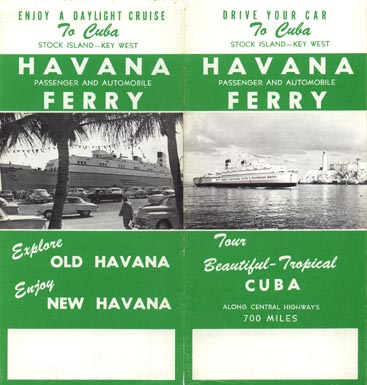 ENJOY A DAYLIGHT CRUISE
To Cuba
STOCK ISLAND—KEY WEST
HAVANA
PASSENGER AND AUTOMOBILE
FERRY
Explore
OLD HAVANA
Enjoy
NEW HAVANA
DRIVE YOUR CAR
To Cuba
STOCK ISLAND—KEY WEST
HAVANA
PASSENGER AND AUTOMOBILE
FERRY
Tour
Beautiful-Tropical
CUBA
ALONG CENTRAL HIGHWAY'S
700 MILES